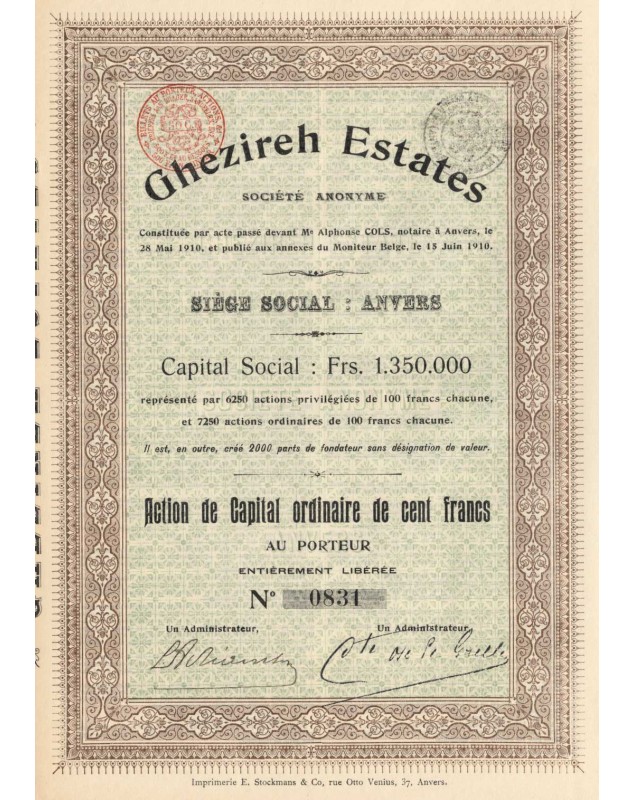 Ghezireh Estates
SOCIÉTÉ ANONYME
Constituée par acte passé devant Me Alphonse COLS, notaire à Anvers, le
28 Mai 1910, et publié aux annexes du Moniteur Belge, le 15 Juin 1910.
SIÈGE SOCIAL : ANVERS
Capital Social : Frs. 1.350.000
représenté par 6250 actions privilégiées de 100 francs chacune,
et 7250 actions ordinaires de 100 francs chacune.
Il est, en outre, créé 2000 parts de fondateur sans désignation de valeur.
Action de Capital ordinaire de cent francs
AU PORTEUR
ENTIÈREMENT LIBÉRÉE
No 0831
Un Administrateur, Un Administrateur,
Imprimerie E. Stockmans & Co, rue Otto Venius, 37, Anvers.